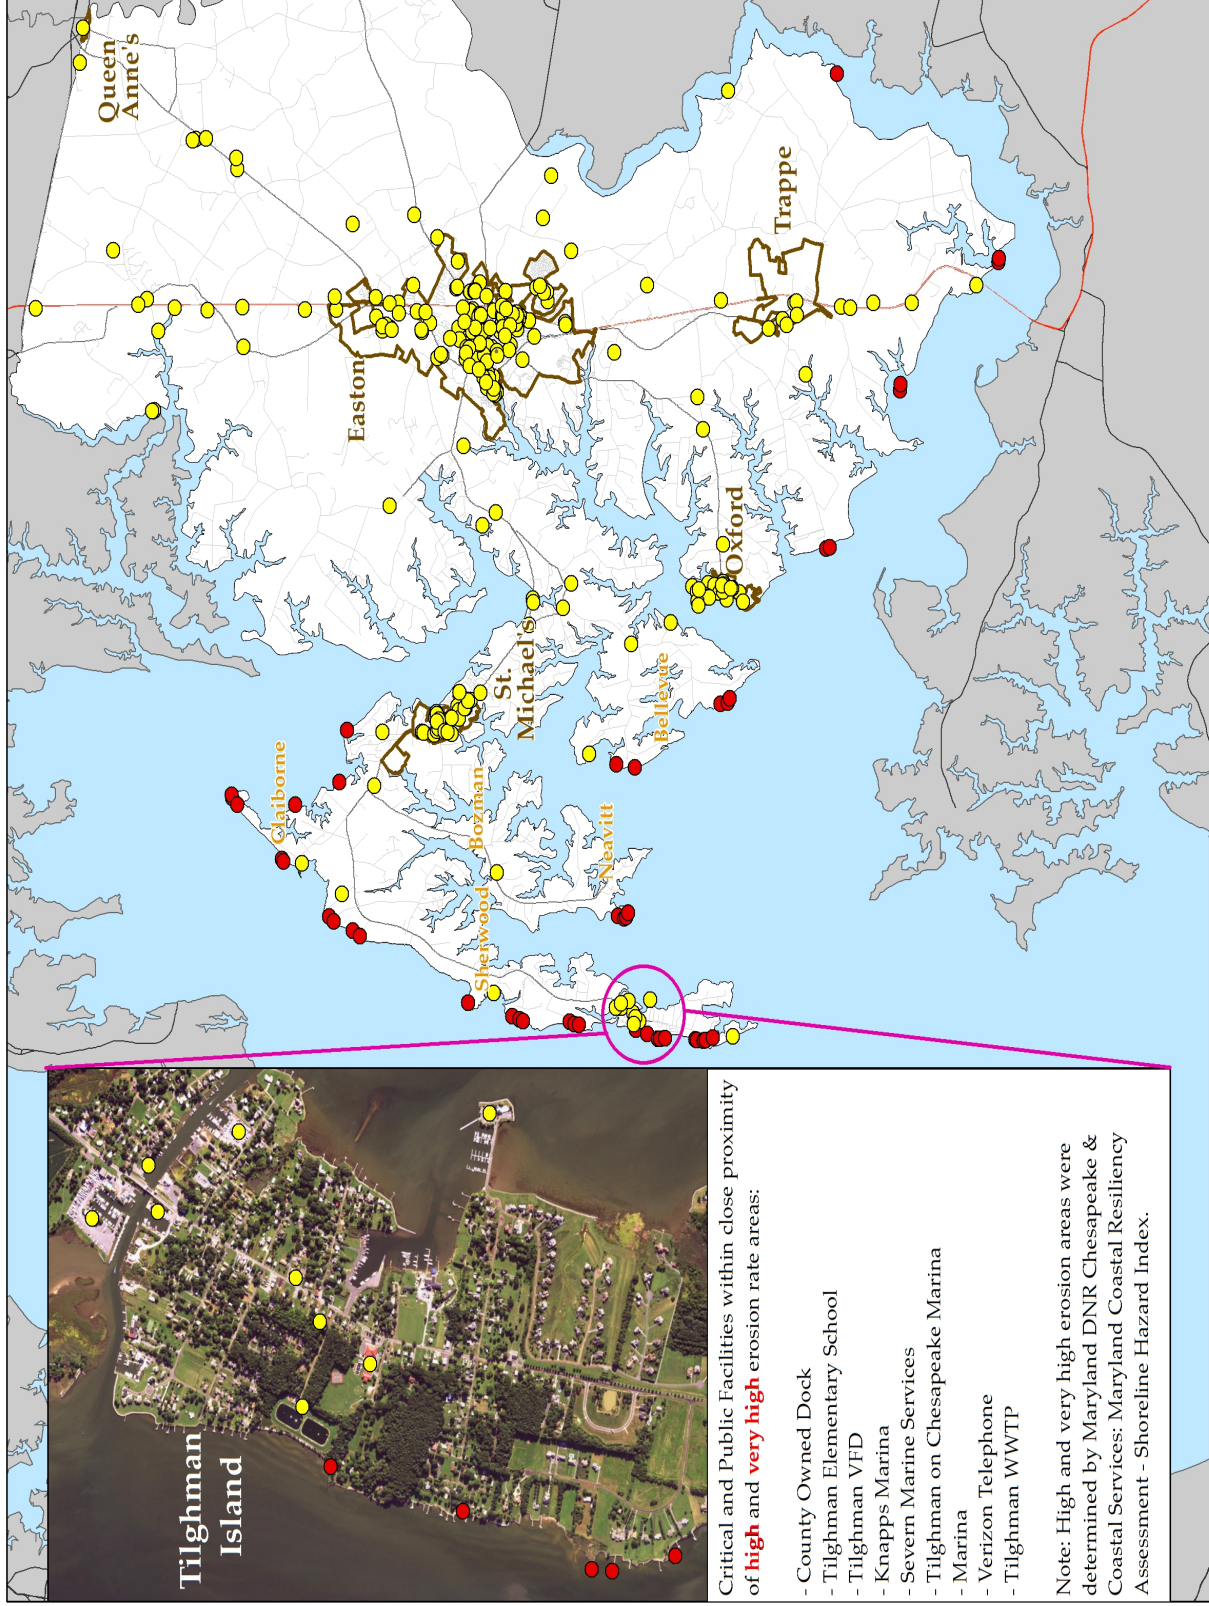 Queen
Anne's
Easton
Trappe
Oxford
St.
Michael's
Bellevue
Claiborne
Bozman
Neavitt
Sherwood
Tilghman
Island
Critical and Public Facilities within close proximity
of high and very high erosion rate areas:
- County Owned Dock
- Tilghman Elementary School
- Tilghman VFD
- Knapps Marina
- Severn Marine Services
- Tilghman on Chesapeake Marina
- Marina
- Verizon Telephone
- Tilghman WWTP
Note: High and very high erosion areas were
determined by Maryland DNR Chesapeake &
Coastal Services: Maryland Coastal Resiliency
Assessment - Shoreline Hazard Index.